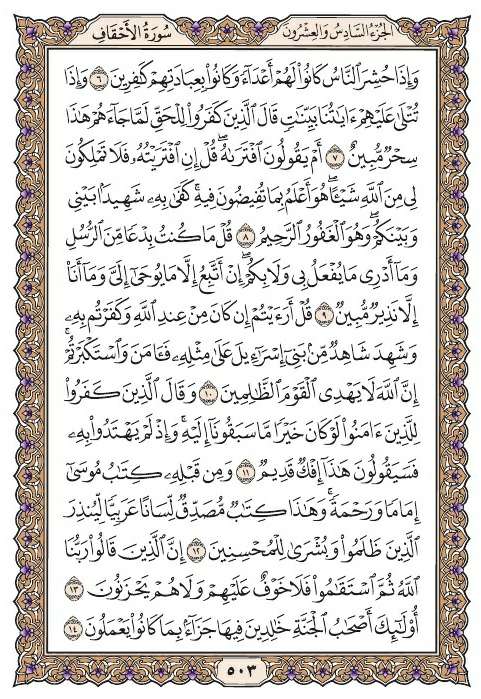 الجزء السادس والعشرون
سورة الأحقاف
وَإِذَا حُشِرَ ٱلنَّاسُ كَانُوا۟ لَهُمْ أَعْدَآءً وَكَانُوا۟ بِعِبَادَتِهِمْ كَٰفِرِينَ ٦ وَإِذَا
تُتْلَىٰ عَلَيْهِمْ ءَايَٰتُنَا بَيِّنَٰتٍ قَالَ ٱلَّذِينَ كَفَرُوا۟ لِلْحَقِّ لَمَّا جَآءَهُمْ هَٰذَا
سِحْرٌ مُّبِينٌ ٧ أَمْ يَقُولُونَ ٱفْتَرَىٰهُ ۖ قُلْ إِنِ ٱفْتَرَيْتُهُۥ فَلَا تَمْلِكُونَ
لِى مِنَ ٱللَّهِ شَيْـًٔا ۖ هُوَ أَعْلَمُ بِمَا تُفِيضُونَ فِيهِ ۖ كَفَىٰ بِهِۦ شَهِيدًۢا بَيْنِى
وَبَيْنَكُمْ ۖ وَهُوَ ٱلْغَفُورُ ٱلرَّحِيمُ ٨ قُلْ مَا كُنتُ بِدْعًا مِّنَ ٱلرُّسُلِ
وَمَآ أَدْرِى مَا يُفْعَلُ بِى وَلَا بِكُمْ ۖ إِنْ أَتَّبِعُ إِلَّا مَا يُوحَىٰٓ إِلَىَّ وَمَآ أَنَا۠
إِلَّا نَذِيرٌ مُّبِينٌ ٩ قُلْ أَرَءَيْتُمْ إِن كَانَ مِنْ عِندِ ٱللَّهِ وَكَفَرْتُم بِهِۦ
وَشَهِدَ شَاهِدٌ مِّنۢ بَنِىٓ إِسْرَٰٓءِيلَ عَلَىٰ مِثْلِهِۦ فَـَٔامَنَ وَٱسْتَكْبَرْتُمْ ۖ
إِنَّ ٱللَّهَ لَا يَهْدِى ٱلْقَوْمَ ٱلظَّٰلِمِينَ ١٠ وَقَالَ ٱلَّذِينَ كَفَرُوا۟
لِلَّذِينَ ءَامَنُوا۟ لَوْ كَانَ خَيْرًا مَّا سَبَقُونَآ إِلَيْهِ ۚ وَإِذْ لَمْ يَهْتَدُوا۟ بِهِۦ
فَسَيَقُولُونَ هَٰذَآ إِفْكٌ قَدِيمٌ ١١ وَمِن قَبْلِهِۦ كِتَٰبُ مُوسَىٰٓ
إِمَامًا وَرَحْمَةً ۚ وَهَٰذَا كِتَٰبٌ مُّصَدِّقٌ لِّسَانًا عَرَبِيًّا لِّيُنذِرَ
ٱلَّذِينَ ظَلَمُوا۟ وَبُشْرَىٰ لِلْمُحْسِنِينَ ١٢ إِنَّ ٱلَّذِينَ قَالُوا۟ رَبُّنَا
ٱللَّهُ ثُمَّ ٱسْتَقَٰمُوا۟ فَلَا خَوْفٌ عَلَيْهِمْ وَلَا هُمْ يَحْزَنُونَ ١٣
أُو۟لَٰٓئِكَ أَصْحَٰبُ ٱلْجَنَّةِ خَٰلِدِينَ فِيهَا جَزَآءًۢ بِمَا كَانُوا۟ يَعْمَلُونَ ١٤
٥٠٣